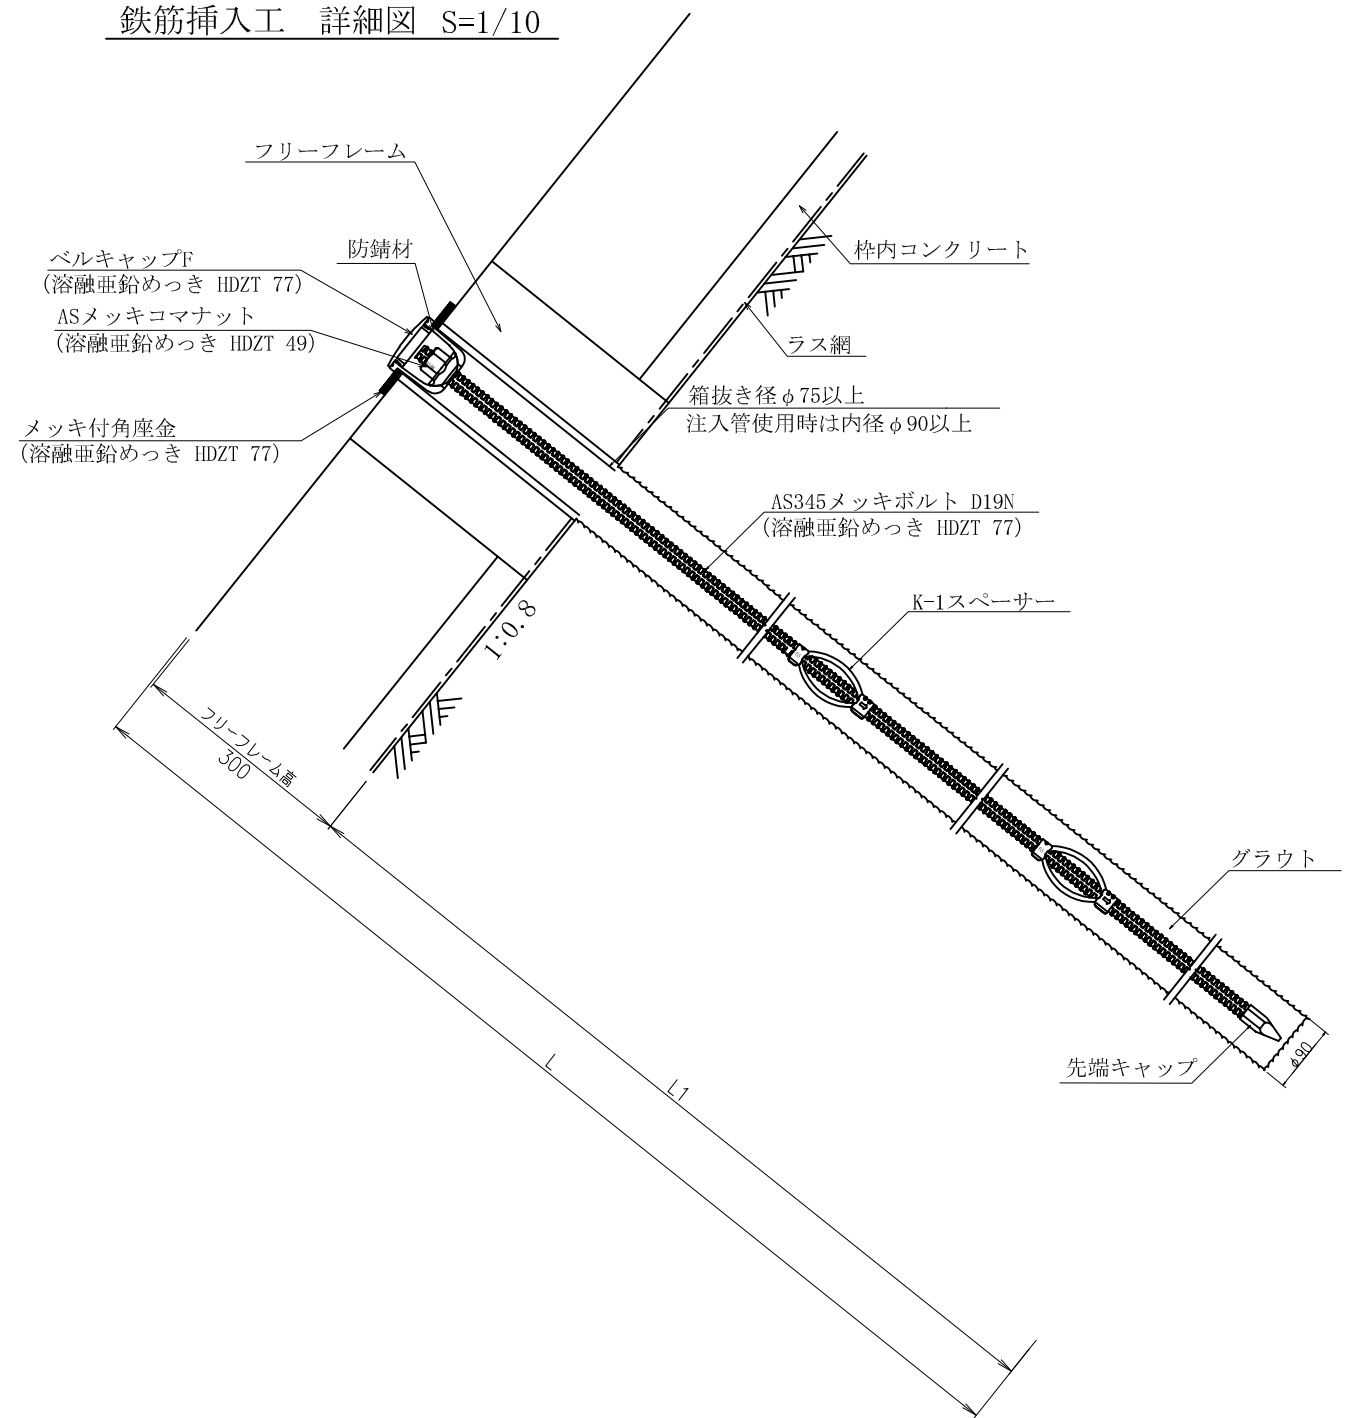 鉄筋挿入工　詳細図 S=1/10
フリーフレーム
防錆材
ベルキャップF
(溶融亜鉛めっき HDZT 77)
ASメッキコマナット
(溶融亜鉛めっき HDZT 49)
メッキ付角座金
(溶融亜鉛めっき HDZT 77)
枠内コンクリート
ラス網
箱抜き径φ75以上
注入管使用時は内径φ90以上
AS345メッキボルト D19N
(溶融亜鉛めっき HDZT 77)
K-1スペーサー
1:0.8
フリーフレーム高
300
グラウト
先端キャップ
φ90
L
L1